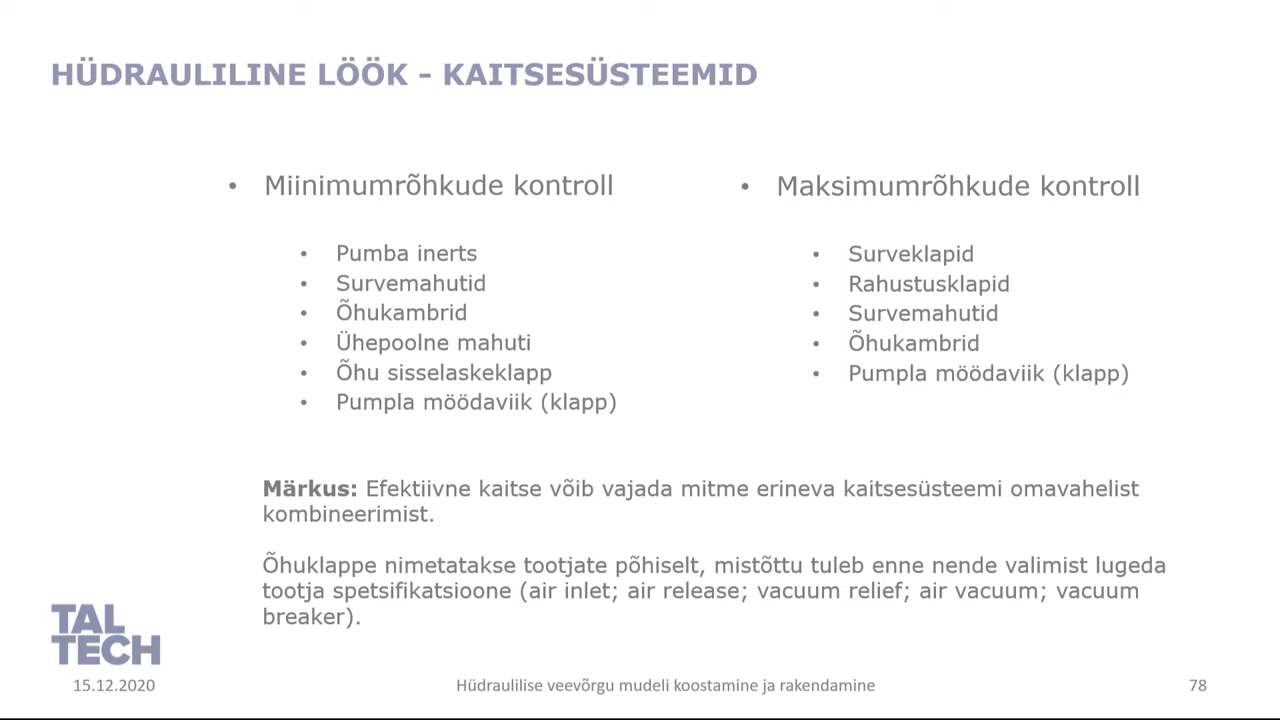 HÜDRAULILINE LÖÖK - KAITSESÜSTEEMID
• Miinimumrõhkude kontroll
• Pumba inerts
• Survemahutid
• Õhukambrid
• Ühepoolne mahuti
• Õhu sisselaskeklapp
• Pumpla möödaviik (klapp)
• Maksimumrõhkude kontroll
• Surveklapid
• Rahustusklapid
• Survemahutid
• Õhukambrid
• Pumpla möödaviik (klapp)
Märkus: Efektiivne kaitse võib vajada mitme erineva kaitsesüsteemi omavahelist
kombineerimist.
Õhuklappe nimetatakse tootjate põhiselt, mistõttu tuleb enne nende valimist lugeda
tootja spetsifikatsioone (air inlet; air release; vacuum relief; air vacuum; vacuum
breaker).
TAL
TECH
15.12.2020
Hüdraulilise veevõrgu mudeli koostamine ja rakendamine
78